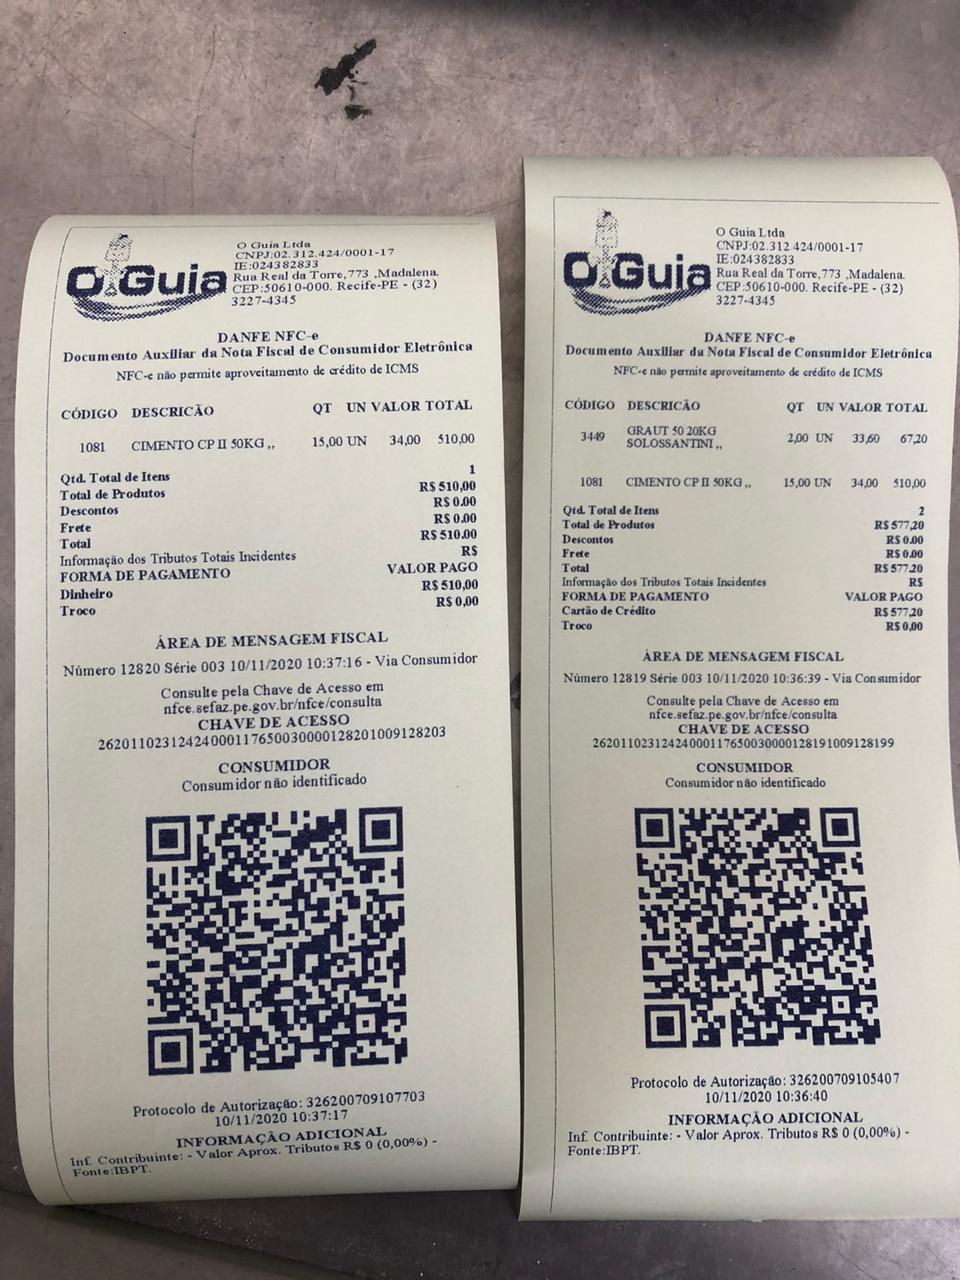 O Guia
O Guia Ltda
CNPJ:02.312.424/0001-17
IE:024382833
Rua Real da Torre,773 ,Madalena.
CEP:50610-000. Recife-PE - (32)
3227-4345
DANFE NFC-e
Documento Auxiliar da Nota Fiscal de Consumidor Eletrônica
NFC-e não permite aproveitamento de crédito de ICMS
CÓDIGO DESCRICÃO QT UN VALOR TOTAL
1081 CIMENTO CP II 50KG ,, 15,00 UN 34,00 510,00
Qtd. Total de Itens 1
Total de Produtos R$ 510,00
Descontos R$ 0.00
Frete R$ 0.00
Total R$ 510.00
Informação dos Tributos Totais Incidentes R$
FORMA DE PAGAMENTO VALOR PAGO
Dinheiro R$ 510,00
Troco R$ 0,00
ÁREA DE MENSAGEM FISCAL
Número 12820 Série 003 10/11/2020 10:37:16 - Via Consumidor
Consulte pela Chave de Acesso em
nfce.sefaz.pe.gov.br/nfce/consulta
CHAVE DE ACESSO
26201102312424000117650030000128201009128203
CONSUMIDOR
Consumidor não identificado
Protocolo de Autorização: 326200709107703
10/11/2020 10:37:17
INFORMAÇÃO ADICIONAL
Inf. Contribuinte: - Valor Aprox. Tributos R$ 0 (0,00%) -
Fonte:IBPT.
O Guia
O Guia Ltda
CNPJ:02.312.424/0001-17
IE:024382833
Rua Real da Torre,773 ,Madalena.
CEP:50610-000. Recife-PE - (32)
3227-4345
DANFE NFC-e
Documento Auxiliar da Nota Fiscal de Consumidor Eletrônica
NFC-e não permite aproveitamento de crédito de ICMS
CÓDIGO DESCRICÃO QT UN VALOR TOTAL
3449 GRAUT 50 20KG
SOLOSSANTINI ,, 2,00 UN 33,60 67,20
1081 CIMENTO CP II 50KG ,, 15,00 UN 34,00 510,00
Qtd. Total de Itens 2
Total de Produtos R$ 577,20
Descontos R$ 0.00
Frete R$ 0.00
Total R$ 577.20
Informação dos Tributos Totais Incidentes R$
FORMA DE PAGAMENTO VALOR PAGO
Cartão de Crédito R$ 577,20
Troco R$ 0,00
ÁREA DE MENSAGEM FISCAL
Número 12819 Série 003 10/11/2020 10:36:39 - Via Consumidor
Consulte pela Chave de Acesso em
nfce.sefaz.pe.gov.br/nfce/consulta
CHAVE DE ACESSO
26201102312424000117650030000128191009128199
CONSUMIDOR
Consumidor não identificado
Protocolo de Autorização: 326200709105407
10/11/2020 10:36:40
INFORMAÇÃO ADICIONAL
Inf. Contribuinte: - Valor Aprox. Tributos R$ 0 (0,00%) -
Fonte:IBPT.